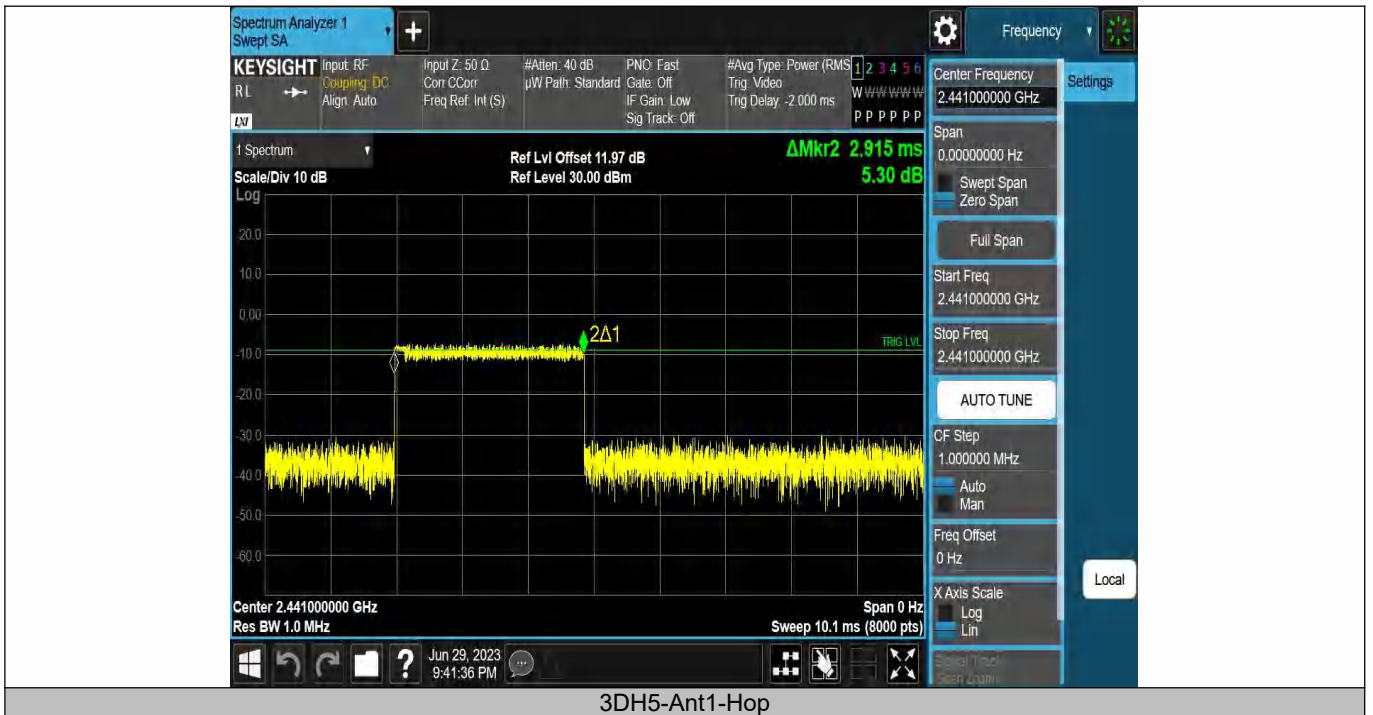 Spectrum Analyzer 1
Swept SA
+
Frequency
KEYSIGHT
RL
LXI
Input: RF
Coupling: DC
Align: Auto
Input Z: 50 Ω
Corr CCorr
Freq Ref: Int (S)
#Atten: 40 dB
µW Path: Standard
PNO: Fast
Gate: Off
IF Gain: Low
Sig Track: Off
#Avg Type: Power (RMS
Trig: Video
Trig Delay: -2.000 ms
1 2 3 4 5 6
W W W W W W
P P P P P P
Center Frequency
2.441000000 GHz
Settings
Span
0.00000000 Hz
Swept Span
Zero Span
Full Span
Start Freq
2.441000000 GHz
Stop Freq
2.441000000 GHz
AUTO TUNE
CF Step
1.000000 MHz
Auto
Man
Freq Offset
0 Hz
X Axis Scale
Log
Lin
Signal Track
Span Zoom
Local
1 Spectrum
Scale/Div 10 dB
Log
Ref Lvl Offset 11.97 dB
Ref Level 30.00 dBm
ΔMkr2 2.915 ms
5.30 dB
20.0
10.0
0.00
-10.0
-20.0
-30.0
-40.0
-50.0
-60.0
2Δ1
TRIG LVL
Center 2.441000000 GHz
Res BW 1.0 MHz
Span 0 Hz
Sweep 10.1 ms (8000 pts)
?
Jun 29, 2023
9:41:36 PM
3DH5-Ant1-Hop